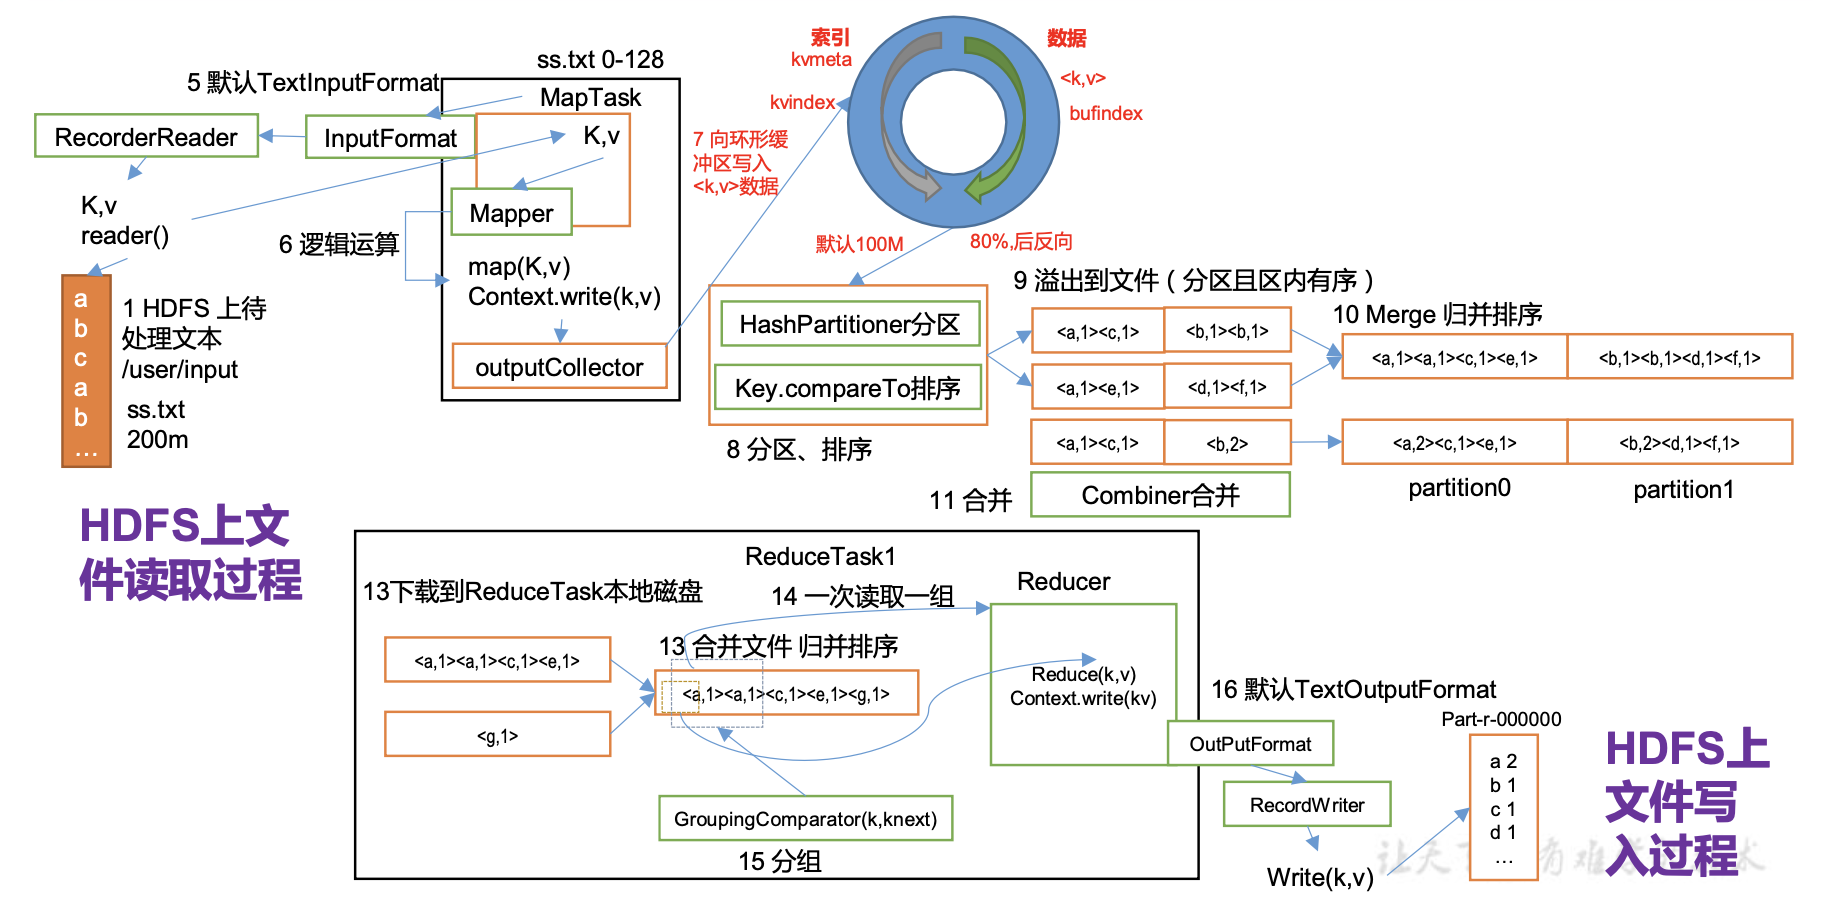 ss.txt 0-128
5 默认TextInputFormat
MapTask
RecorderReader
InputFormat
K,v
K,v
reader()
Mapper
6 逻辑运算
map(K,v)
Context.write(k,v)
outputCollector
a
b
c
a
b
...
1 HDFS 上待
处理文本
/user/input
ss.txt
200m
HDFS上文
件读取过程
索引
kvmeta
kvindex
数据
<k,v>
bufindex
7 向环形缓
冲区写入
<k,v>数据
默认100M
80%,后反向
HashPartitioner分区
Key.compareTo排序
8 分区、排序
9 溢出到文件（分区且区内有序）
<a,1><c,1>
<b,1><b,1>
<a,1><e,1>
<d,1><f,1>
<a,1><c,1>
<b,2>
11 合并
Combiner合并
10 Merge 归并排序
<a,1><a,1><c,1><e,1>
<b,1><b,1><d,1><f,1>
<a,2><c,1><e,1>
<b,2><d,1><f,1>
partition0
partition1
ReduceTask1
13下载到ReduceTask本地磁盘
<a,1><a,1><c,1><e,1>
<g,1>
13 合并文件 归并排序
<a,1><a,1><c,1><e,1><g,1>
14 一次读取一组
GroupingComparator(k,knext)
15 分组
Reducer
Reduce(k,v)
Context.write(kv)
16 默认TextOutputFormat
OutPutFormat
RecordWriter
Write(k,v)
Part-r-000000
a 2
b 1
c 1
d 1
...
HDFS上
文件写
入过程
让天
有难
术